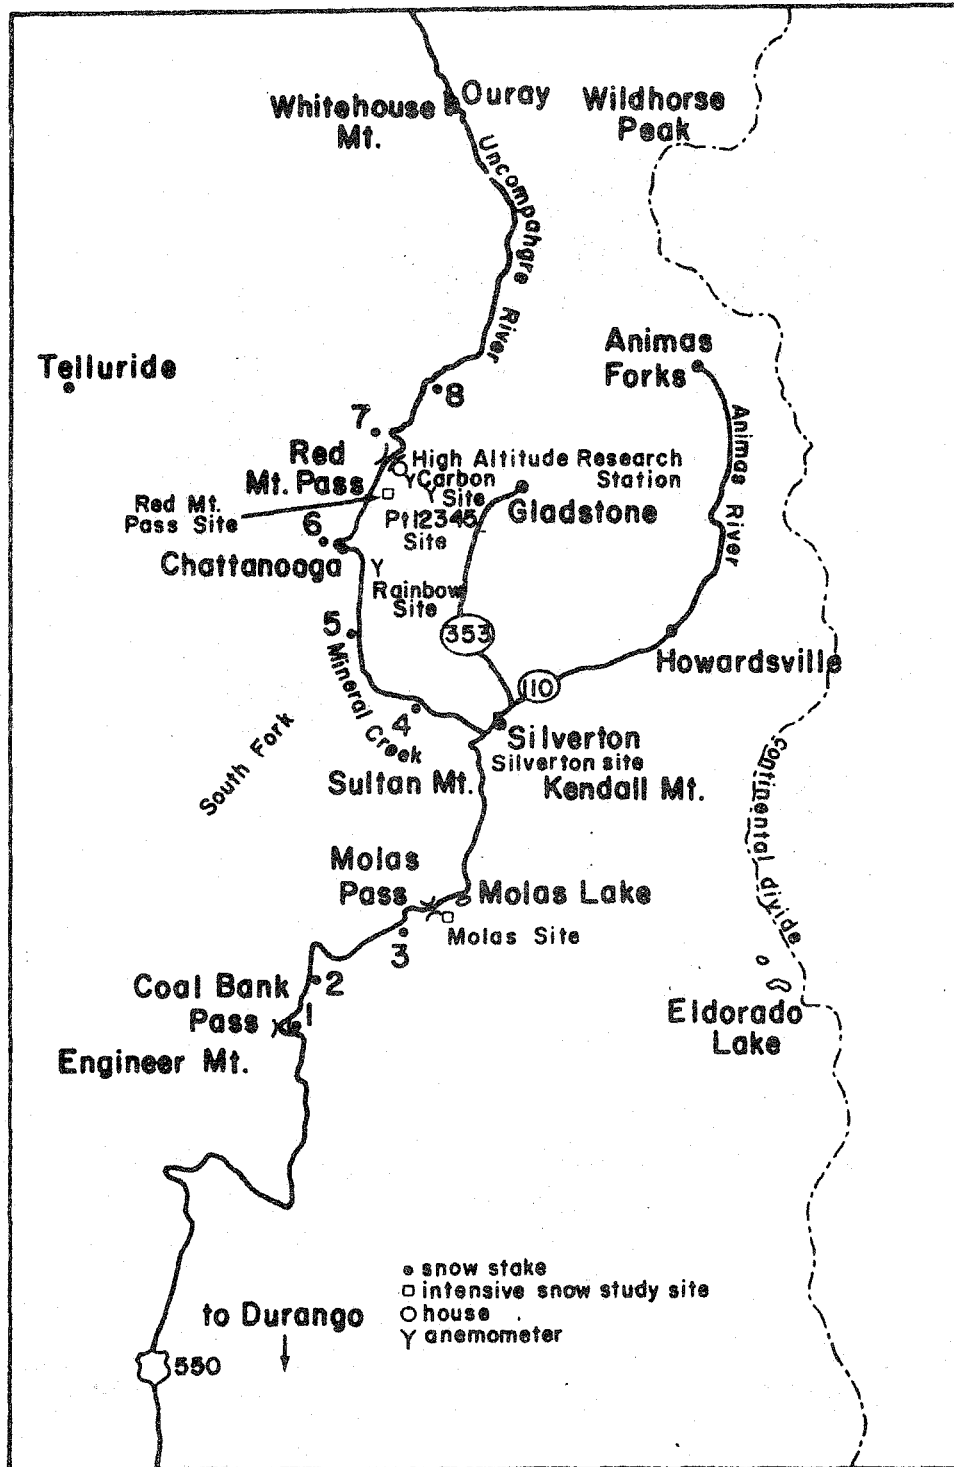 Ouray
Whitehouse
Mt.
Wildhorse
Peak
Uncompahgre River
Telluride
Animas
Forks
8
7
Animas River
Red
Mt. Pass
High Altitude Research
Station
Carbon
Site
Red Mt.
Pass Site
Pt12345
Site
Gladstone
6
Chattanooga
Rainbow
Site
5
353
Howardsville
Mineral Creek
110
4
South Fork
Silverton
Silverton site
Sultan Mt.
Kendall Mt.
Continental divide
Molas
Pass
Molas Lake
3
Molas Site
Coal Bank
Pass
2
1
Eldorado
Lake
Engineer Mt.
snow stake
intensive snow study site
house
Y anemometer
to Durango
550